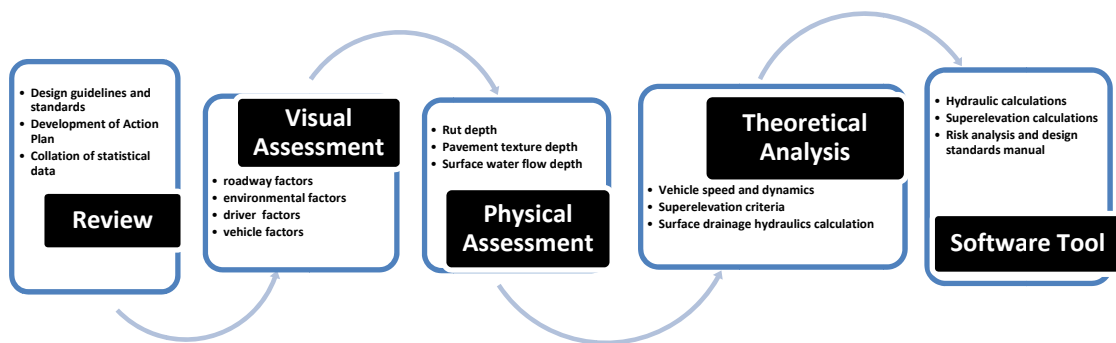 • Design guidelines and
standards
• Development of Action
Plan
• Collation of statistical
data
Review
Visual
Assessment
• roadway factors
• environmental factors
• driver factors
• vehicle factors
• Rut depth
• Pavement texture depth
• Surface water flow depth
Physical
Assessment
Theoretical
Analysis
• Vehicle speed and dynamics
• Superelevation criteria
• Surface drainage hydraulics calculation
• Hydraulic calculations
• Superelevation calculations
• Risk analysis and design
standards manual
Software Tool